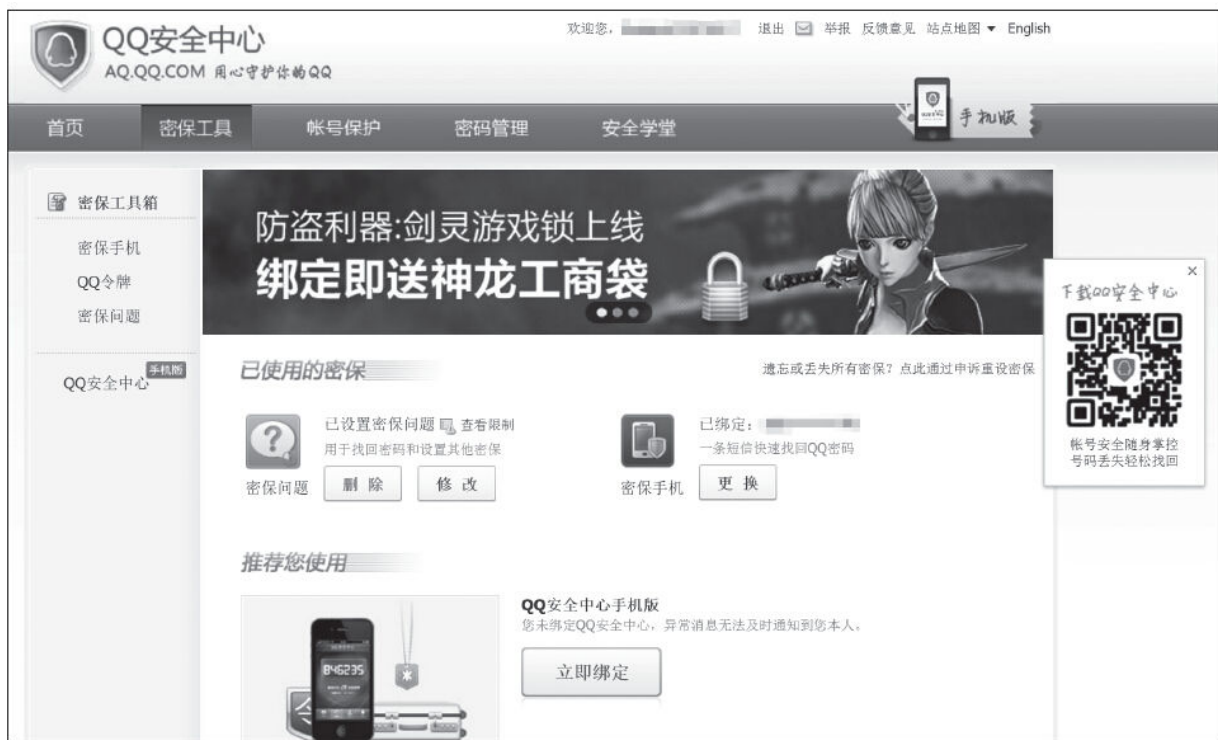 QQ安全中心
AQ.QQ.COM 用心守护你的QQ
欢迎您，
退出 举报 反馈意见 站点地图 English
首页 密保工具 帐号保护 密码管理 安全学堂
手机版
密保工具箱
密保手机
QQ令牌
密保问题
QQ安全中心 手机版
防盗利器:剑灵游戏锁上线
绑定即送神龙工商袋
下载QQ安全中心
帐号安全随身掌控
号码丢失轻松找回
已使用的密保
遗忘或丢失所有密保？点此通过申诉重设密保
已设置密保问题 查看限制
用于找回密码和设置其他密保
密保问题 删除 修改
已绑定：
一条短信快速找回QQ密码
密保手机 更换
推荐您使用
846235
QQ安全中心手机版
您未绑定QQ安全中心，异常消息无法及时通知到您本人。
立即绑定